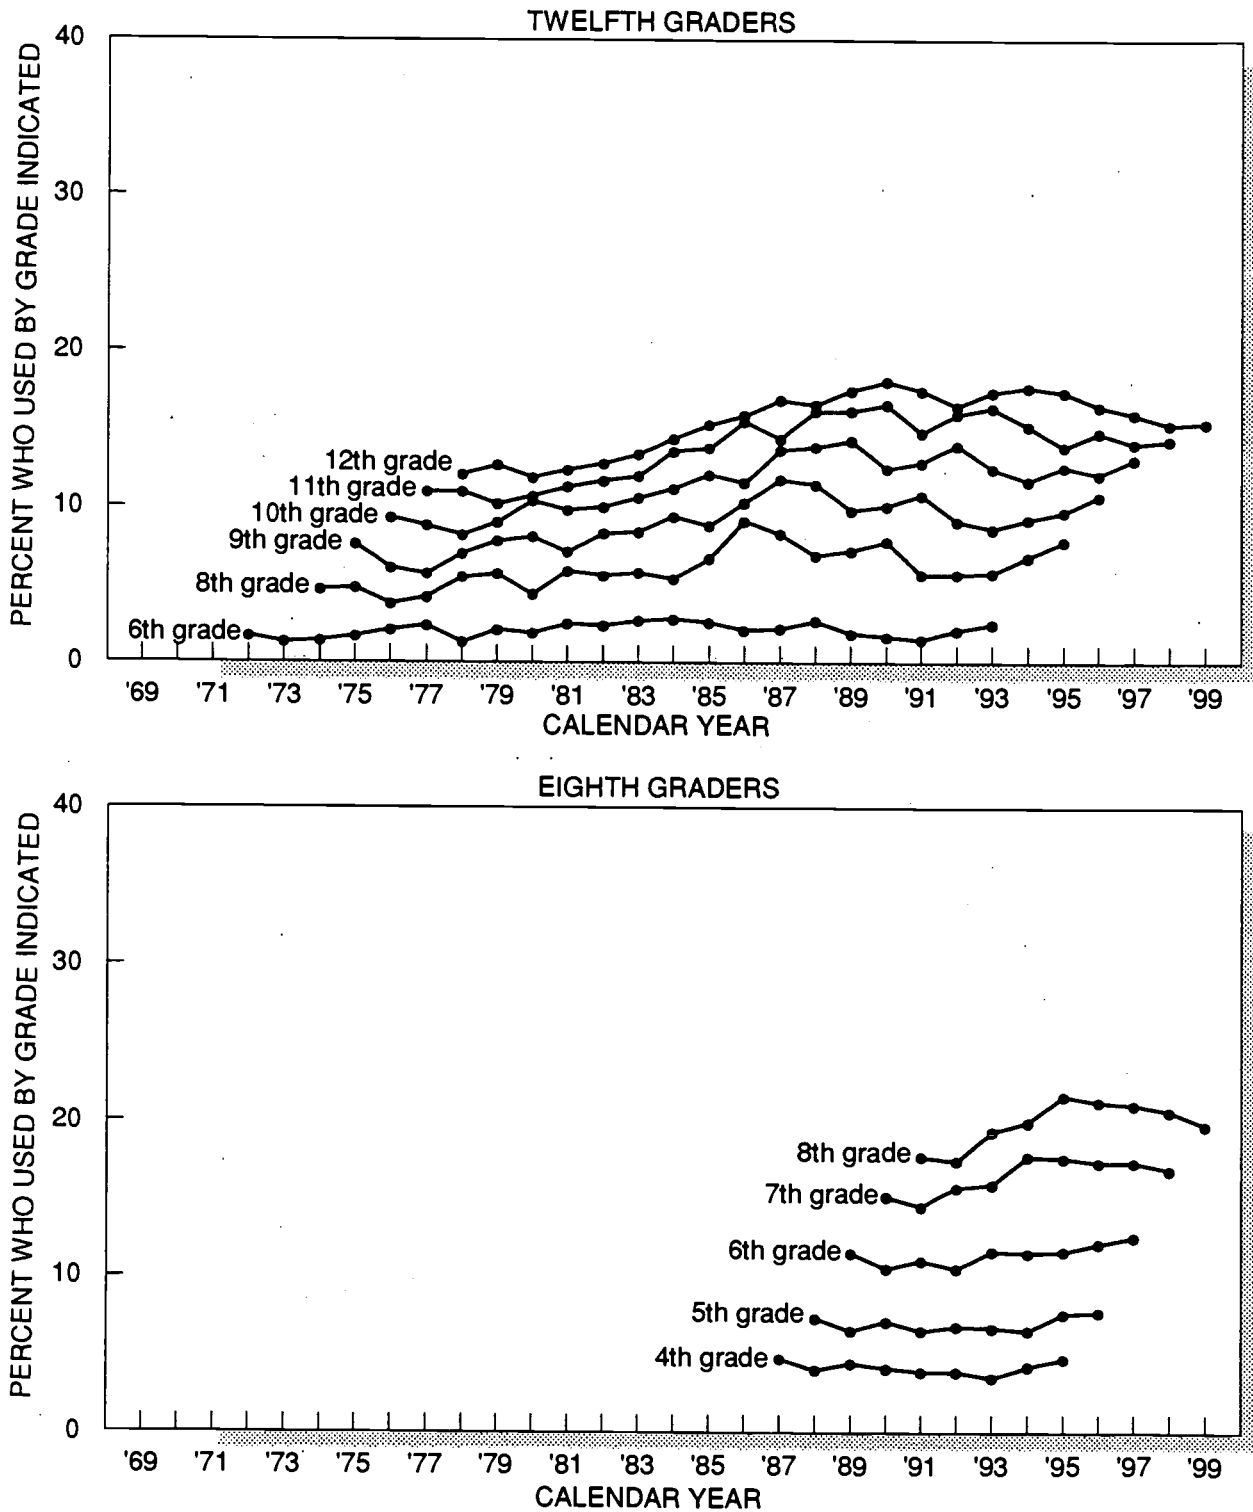 TWELFTH GRADERS
PERCENT WHO USED BY GRADE INDICATED
40
30
20
10
0
12th grade
11th grade
10th grade
9th grade
8th grade
6th grade
'69 '71 '73 '75 '77 '79 '81 '83 '85 '87 '89 '91 '93 '95 '97 '99
CALENDAR YEAR
EIGHTH GRADERS
PERCENT WHO USED BY GRADE INDICATED
40
30
20
10
0
8th grade
7th grade
6th grade
5th grade
4th grade
'69 '71 '73 '75 '77 '79 '81 '83 '85 '87 '89 '91 '93 '95 '97 '99
CALENDAR YEAR